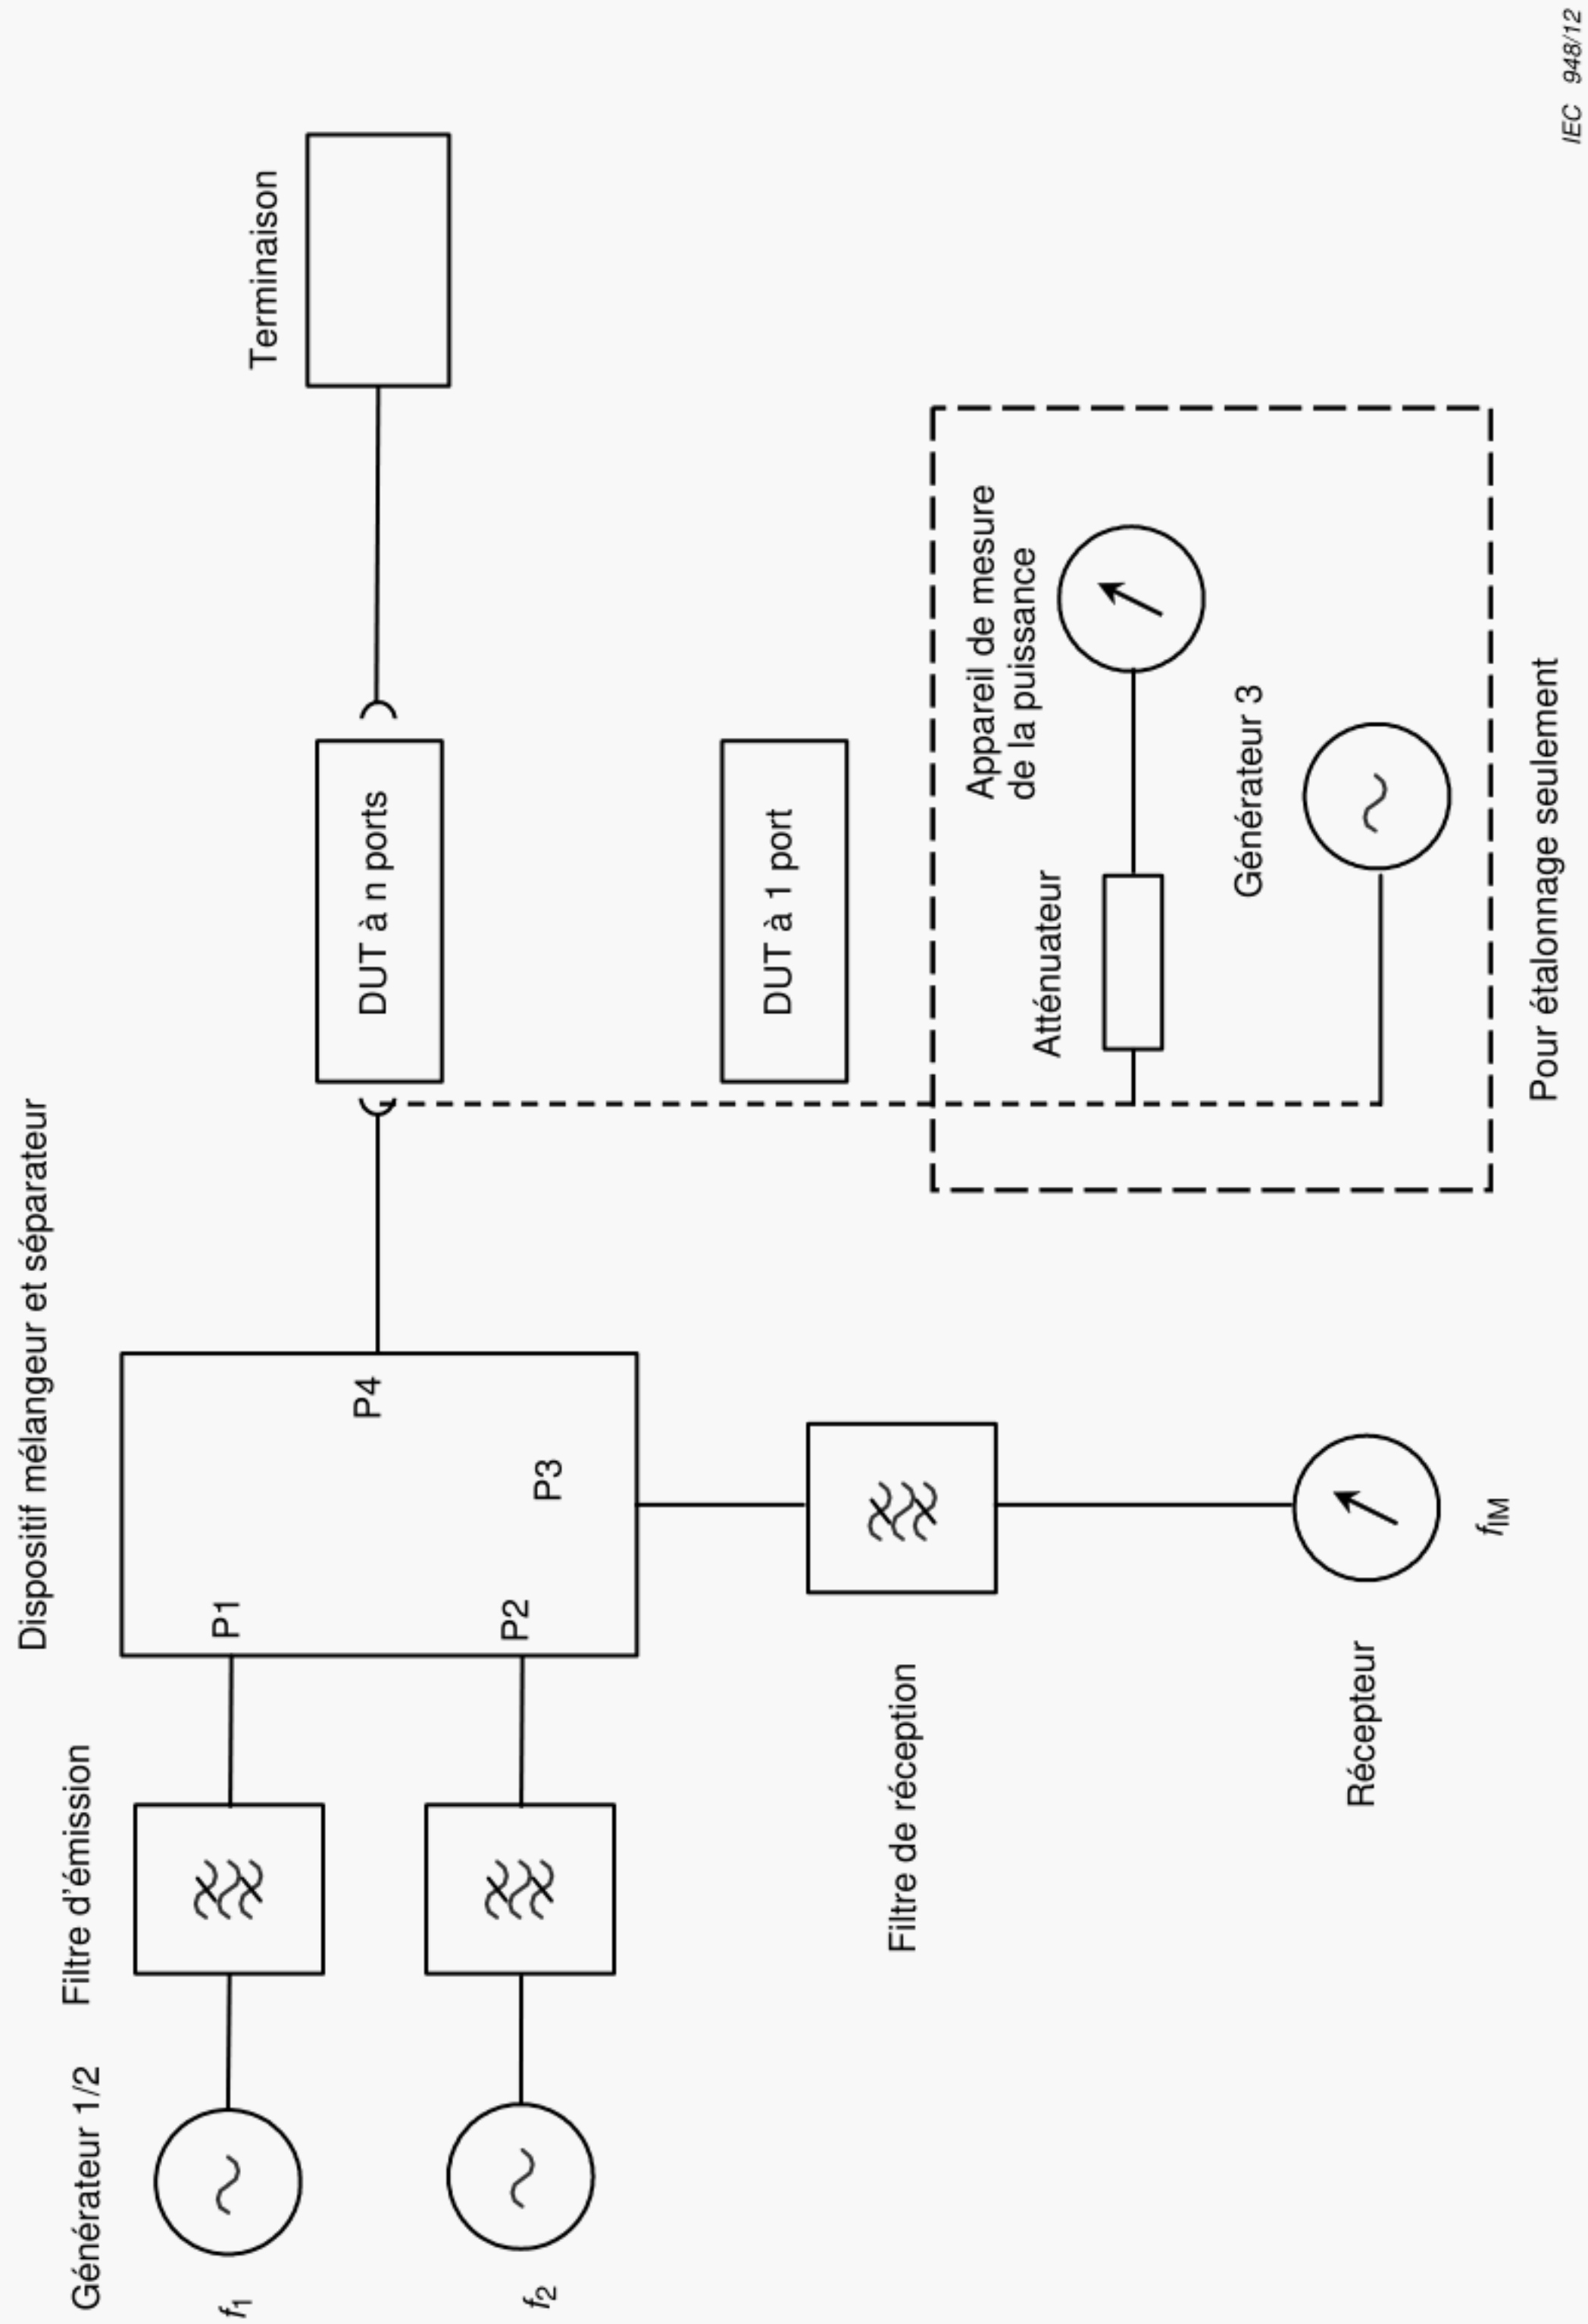 Dispositif mélangeur et séparateur
Générateur 1/2
Filtre d'émission
Terminaison
f1
P1
P4
DUT à n ports
f2
P2
P3
DUT à 1 port
Filtre de réception
Appareil de mesure
de la puissance
Atténuateur
Générateur 3
Récepteur
fIM
Pour étalonnage seulement
IEC 948/12